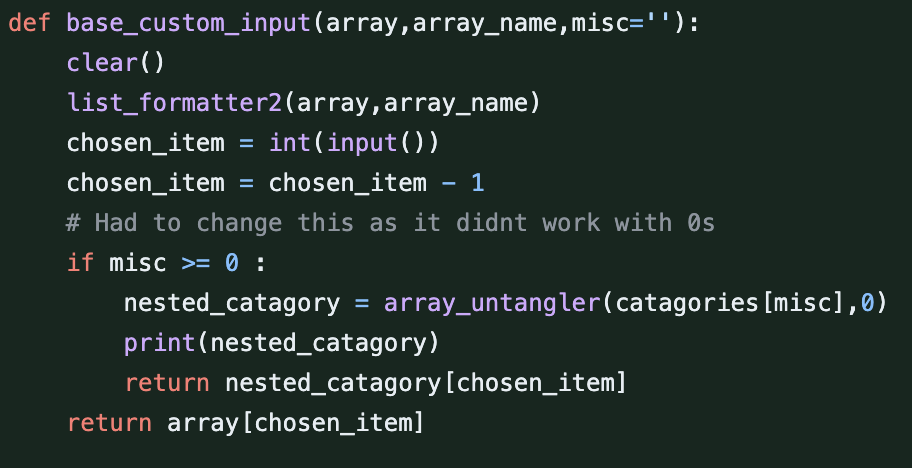 def base_custom_input(array,array_name,misc=''):
    clear()
    list_formatter2(array,array_name)
    chosen_item = int(input())
    chosen_item = chosen_item - 1
    # Had to change this as it didnt work with 0s
    if misc >= 0 :
        nested_catagory = array_untangler(catagories[misc],0)
        print(nested_catagory)
        return nested_catagory[chosen_item]
    return array[chosen_item]